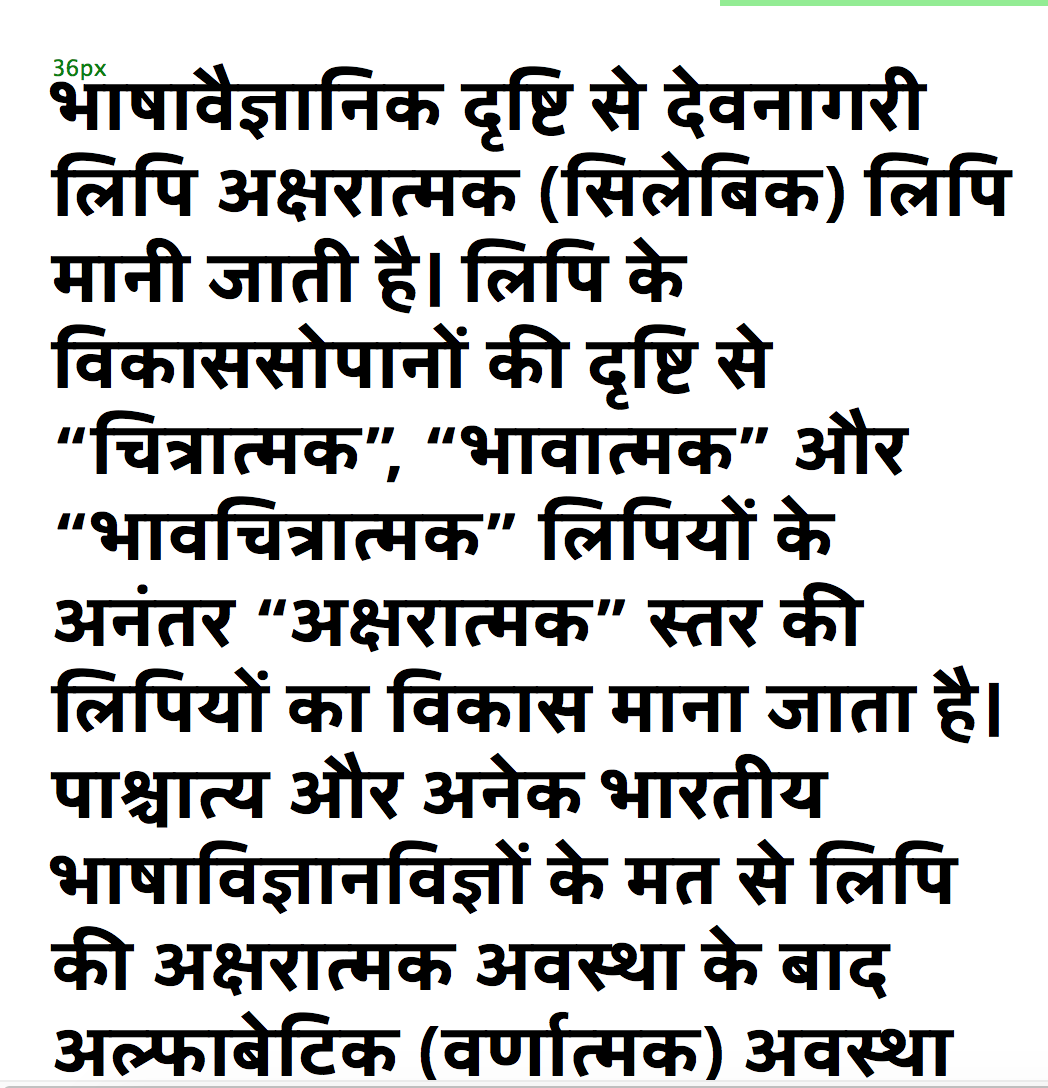 36px
भाषावैज्ञानिक दृष्टि से देवनागरी
लिपि अक्षरात्मक (सिलेबिक) लिपि
मानी जाती है। लिपि के
विकाससोपानों की दृष्टि से
“चित्रात्मक”, “भावात्मक” और
“भावचित्रात्मक” लिपियों के
अनंतर “अक्षरात्मक” स्तर की
लिपियों का विकास माना जाता है।
पाश्चात्य और अनेक भारतीय
भाषाविज्ञानविज्ञों के मत से लिपि
की अक्षरात्मक अवस्था के बाद
अल्फाबेटिक (वर्णात्मक) अवस्था